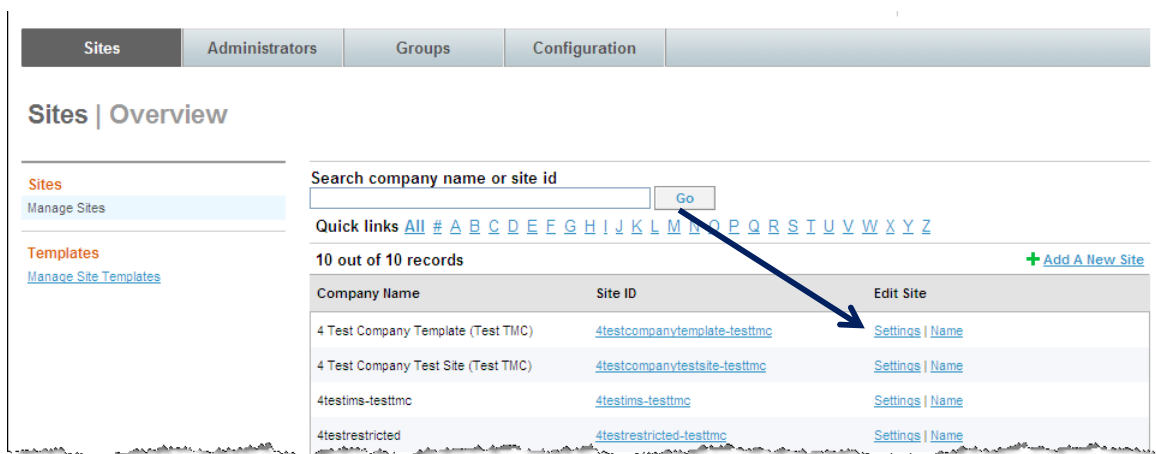 Sites Administrators Groups Configuration
Sites | Overview
Sites
Manage Sites
Templates
Manage Site Templates
Search company name or site id
Go
Quick links All # A B C D E F G H I J K L M N O P Q R S T U V W X Y Z
10 out of 10 records
Add A New Site
Company Name Site ID Edit Site
4 Test Company Template (Test TMC) 4testcompanytemplate-testtmc Settings | Name
4 Test Company Test Site (Test TMC) 4testcompanytestsite-testtmc Settings | Name
4testims-testtmc 4testims-testtmc Settings | Name
4testrestricted 4testrestricted-testtmc Settings | Name